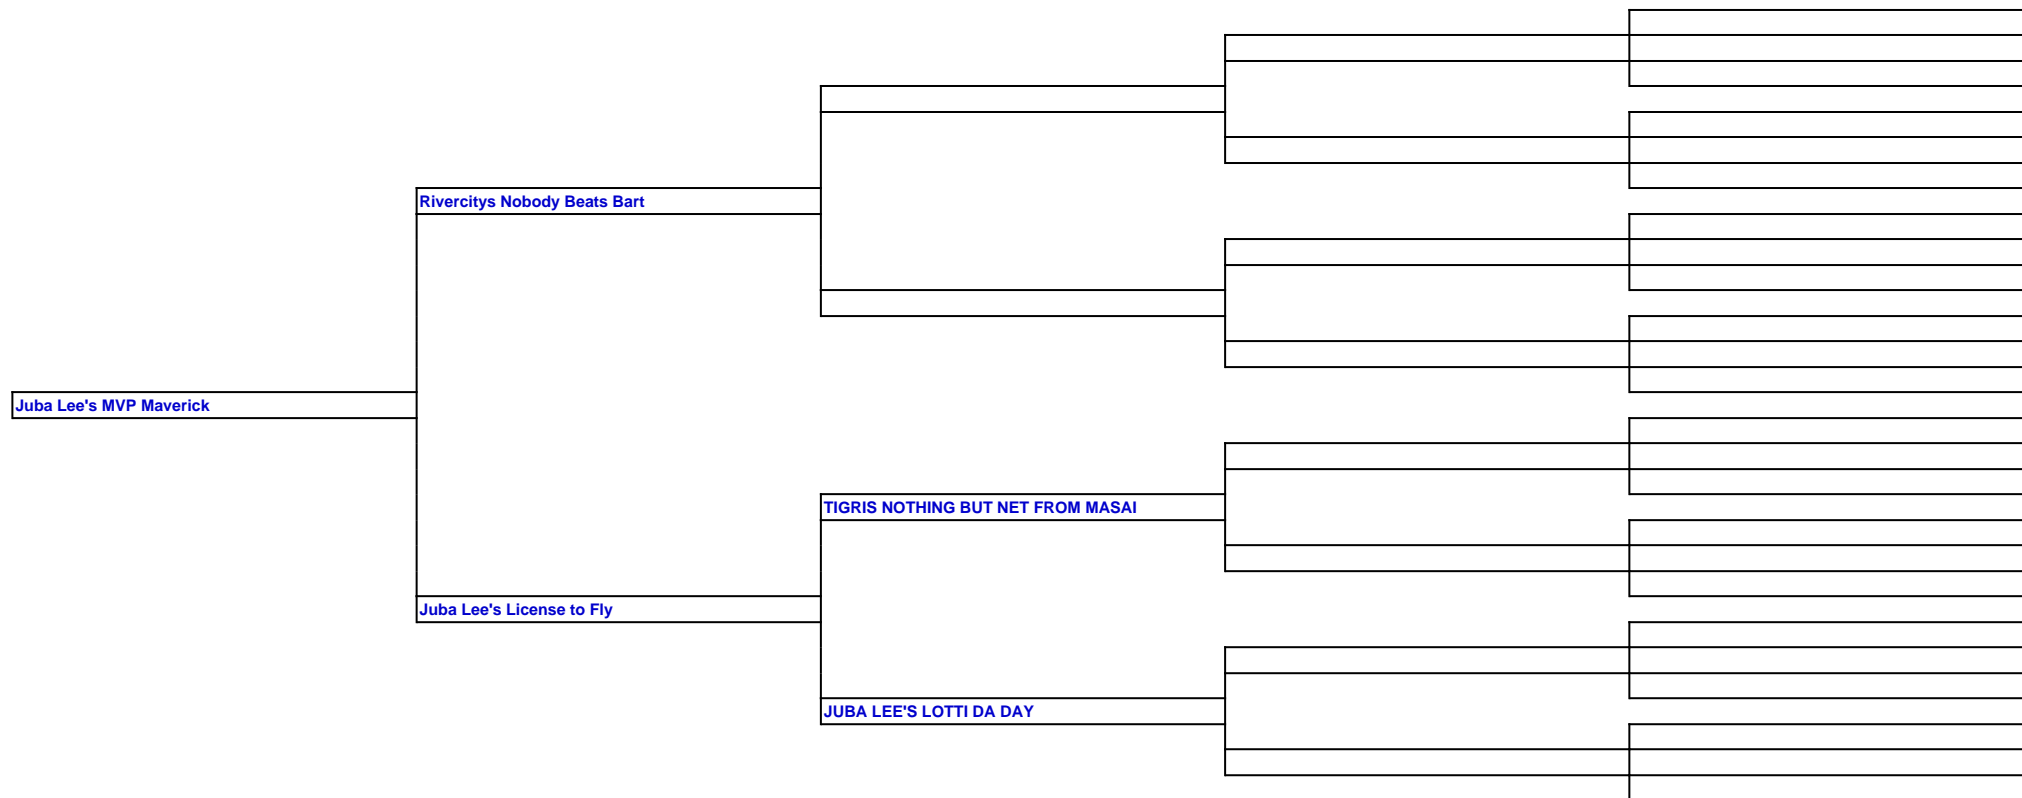 Rivercitys Nobody Beats Bart
Juba Lee's MVP Maverick
TIGRIS NOTHING BUT NET FROM MASAI
Juba Lee's License to Fly
JUBA LEE'S LOTTI DA DAY